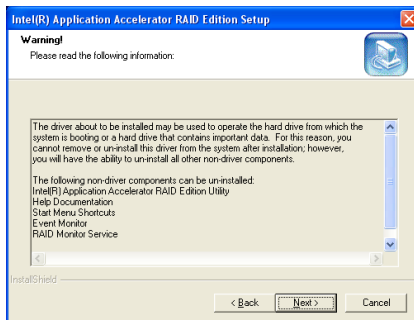 Intel(R) Application Accelerator RAID Edition Setup
Warning!
Please read the following information:
The driver about to be installed may be used to operate the hard drive from which the
system is booting or a hard drive that contains important data. For this reason, you
cannot remove or un-install this driver from the system after installation; however,
you will have the ability to un-install all other non-driver components.
The following non-driver components can be un-installed:
Intel(R) Application Accelerator RAID Edition Utility
Help Documentation
Start Menu Shortcuts
Event Monitor
RAID Monitor Service
InstallShield
< Back
Next >
Cancel